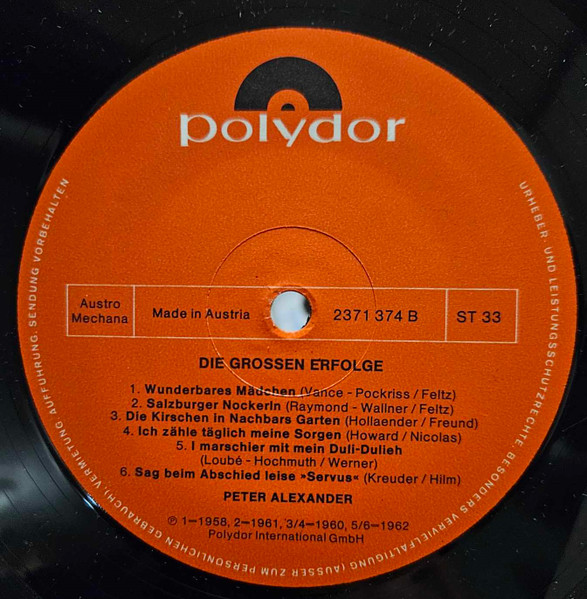 polydor
Austro
Mechana
Made in Austria
2371 374 B
ST 33
DIE GROSSEN ERFOLGE
1. Wunderbares Mädchen (Vance - Pockriss / Feltz)
2. Salzburger Nockerln (Raymond - Wallner / Feltz)
3. Die Kirschen in Nachbars Garten (Hollaender / Freund)
4. Ich zähle täglich meine Sorgen (Howard / Nicolas)
5. I marschier mit mein Duli-Dulieh
(Loubé - Hochmuth / Werner)
6. Sag beim Abschied leise »Servus« (Kreuder / Hilm)
PETER ALEXANDER
℗ 1–1958, 2–1961, 3/4–1960, 5/6–1962
Polydor International GmbH
URHEBER- UND LEISTUNGSSCHUTZRECHTE, BESONDERS VERVIELFÄLTIGUNG (AUSSER ZUM PERSÖNLICHEN GEBRAUCH), VERMIETUNG, AUFFÜHRUNG, SENDUNG VORBEHALTEN